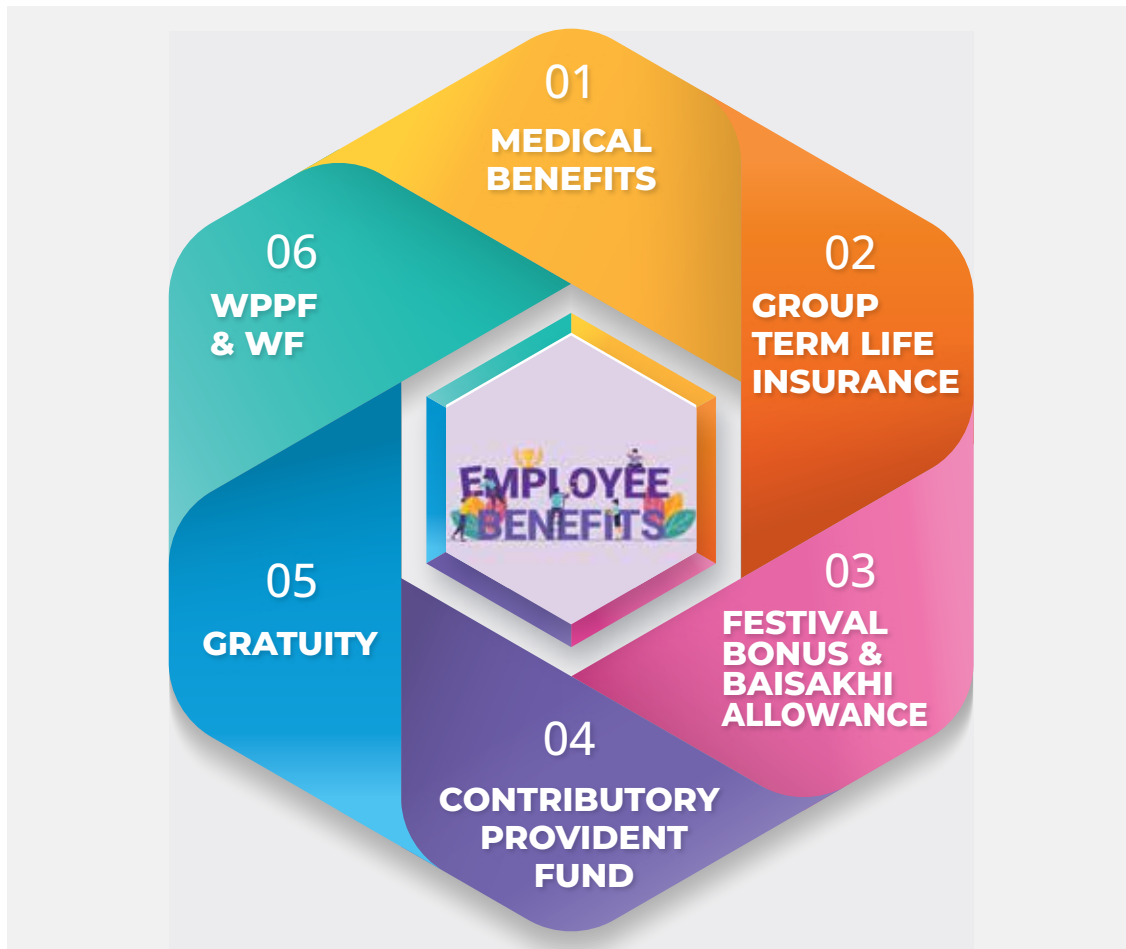 01
MEDICAL
BENEFITS
02
GROUP
TERM LIFE
INSURANCE
03
FESTIVAL
BONUS &
BAISAKHI
ALLOWANCE
04
CONTRIBUTORY
PROVIDENT
FUND
05
GRATUITY
06
WPPF
& WF
EMPLOYEE
BENEFITS